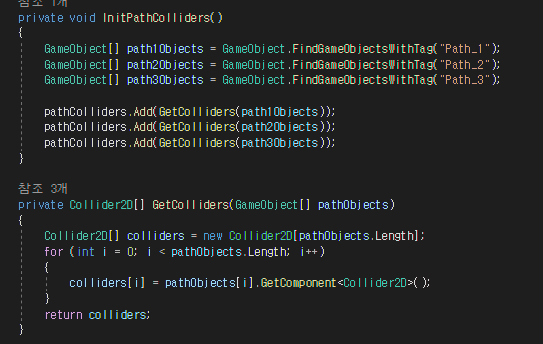 참조 1개
private void InitPathColliders()
{
GameObject[] path1Objects = GameObject.FindGameObjectsWithTag("Path_1");
GameObject[] path2Objects = GameObject.FindGameObjectsWithTag("Path_2");
GameObject[] path3Objects = GameObject.FindGameObjectsWithTag("Path_3");
pathColliders.Add(GetColliders(path1Objects));
pathColliders.Add(GetColliders(path2Objects));
pathColliders.Add(GetColliders(path3Objects));
}
참조 3개
private Collider2D[] GetColliders(GameObject[] pathObjects)
{
Collider2D[] colliders = new Collider2D[pathObjects.Length];
for (int i = 0; i < pathObjects.Length; i++)
{
colliders[i] = pathObjects[i].GetComponent<Collider2D>();
}
return colliders;
}